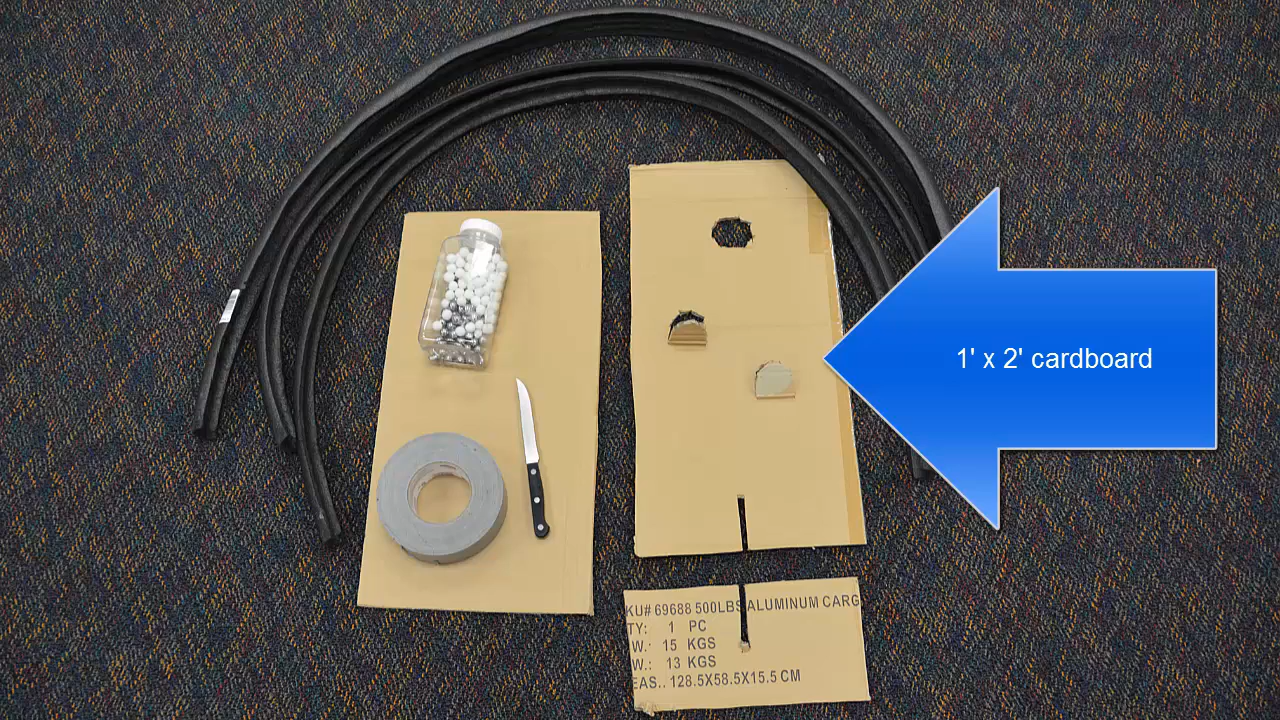 1' x 2' cardboard
KU# 69688 500LBS ALUMINUM CARG
TY: 1 PC
W.: 15 KGS
W.: 13 KGS
EAS.. 128.5X58.5X15.5 CM